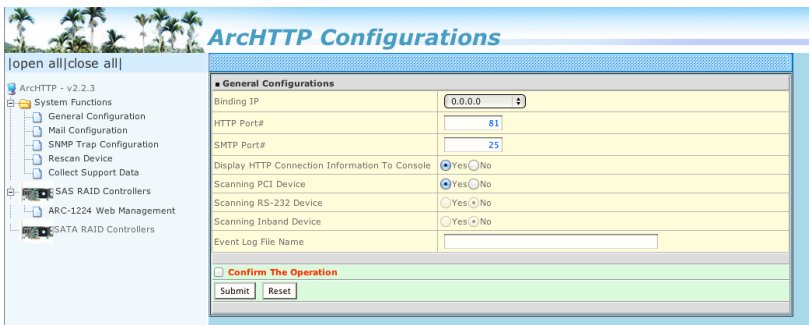 ArcHTTP Configurations
|open all|close all|
ArcHTTP - v2.2.3
System Functions
General Configuration
Mail Configuration
SNMP Trap Configuration
Rescan Device
Collect Support Data
SAS RAID Controllers
ARC-1224 Web Management
SATA RAID Controllers
General Configurations
Binding IP 0.0.0.0
HTTP Port# 81
SMTP Port# 25
Display HTTP Connection Information To Console Yes No
Scanning PCI Device Yes No
Scanning RS-232 Device Yes No
Scanning Inband Device Yes No
Event Log File Name
Confirm The Operation
Submit Reset